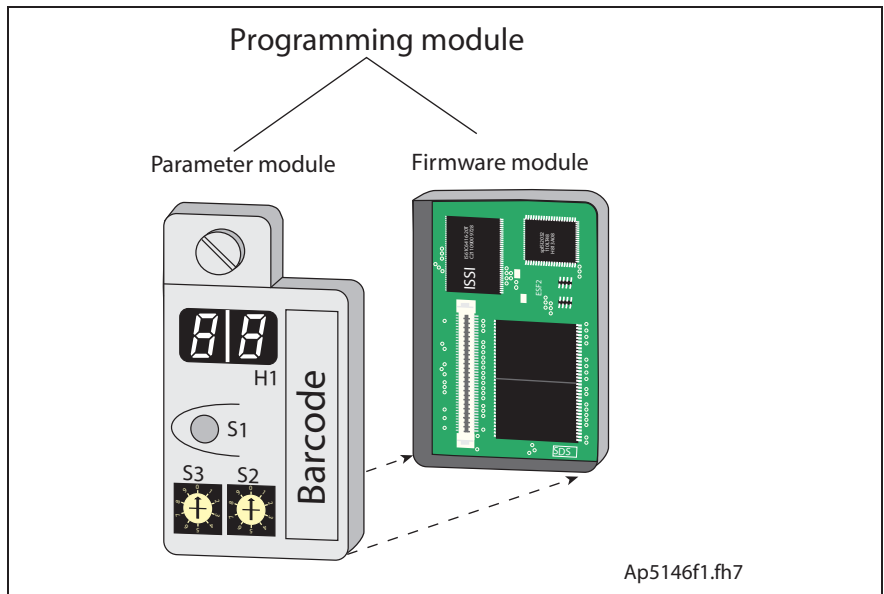 Programming module
Parameter module
Firmware module
ISSI
ESF2
H1
S1
Barcode
S3
S2
SDS
Ap5146f1.fh7